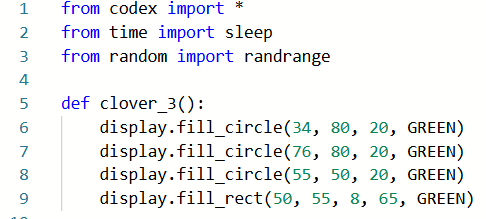 1 from codex import *
2 from time import sleep
3 from random import randrange
4
5 def clover_3():
6 display.fill_circle(34, 80, 20, GREEN)
7 display.fill_circle(76, 80, 20, GREEN)
8 display.fill_circle(55, 50, 20, GREEN)
9 display.fill_rect(50, 55, 8, 65, GREEN)